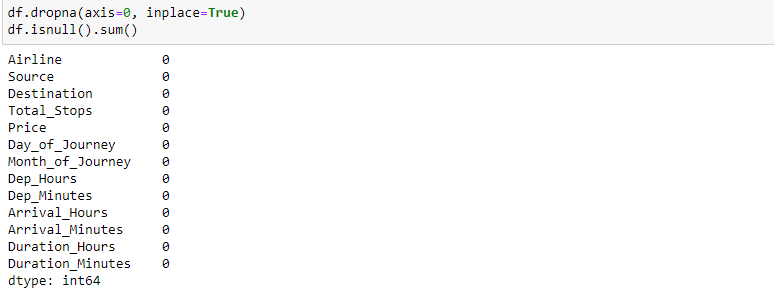 df.dropna(axis=0, inplace=True)
df.isnull().sum()
Airline 0
Source 0
Destination 0
Total_Stops 0
Price 0
Day_of_Journey 0
Month_of_Journey 0
Dep_Hours 0
Dep_Minutes 0
Arrival_Hours 0
Arrival_Minutes 0
Duration_Hours 0
Duration_Minutes 0
dtype: int64